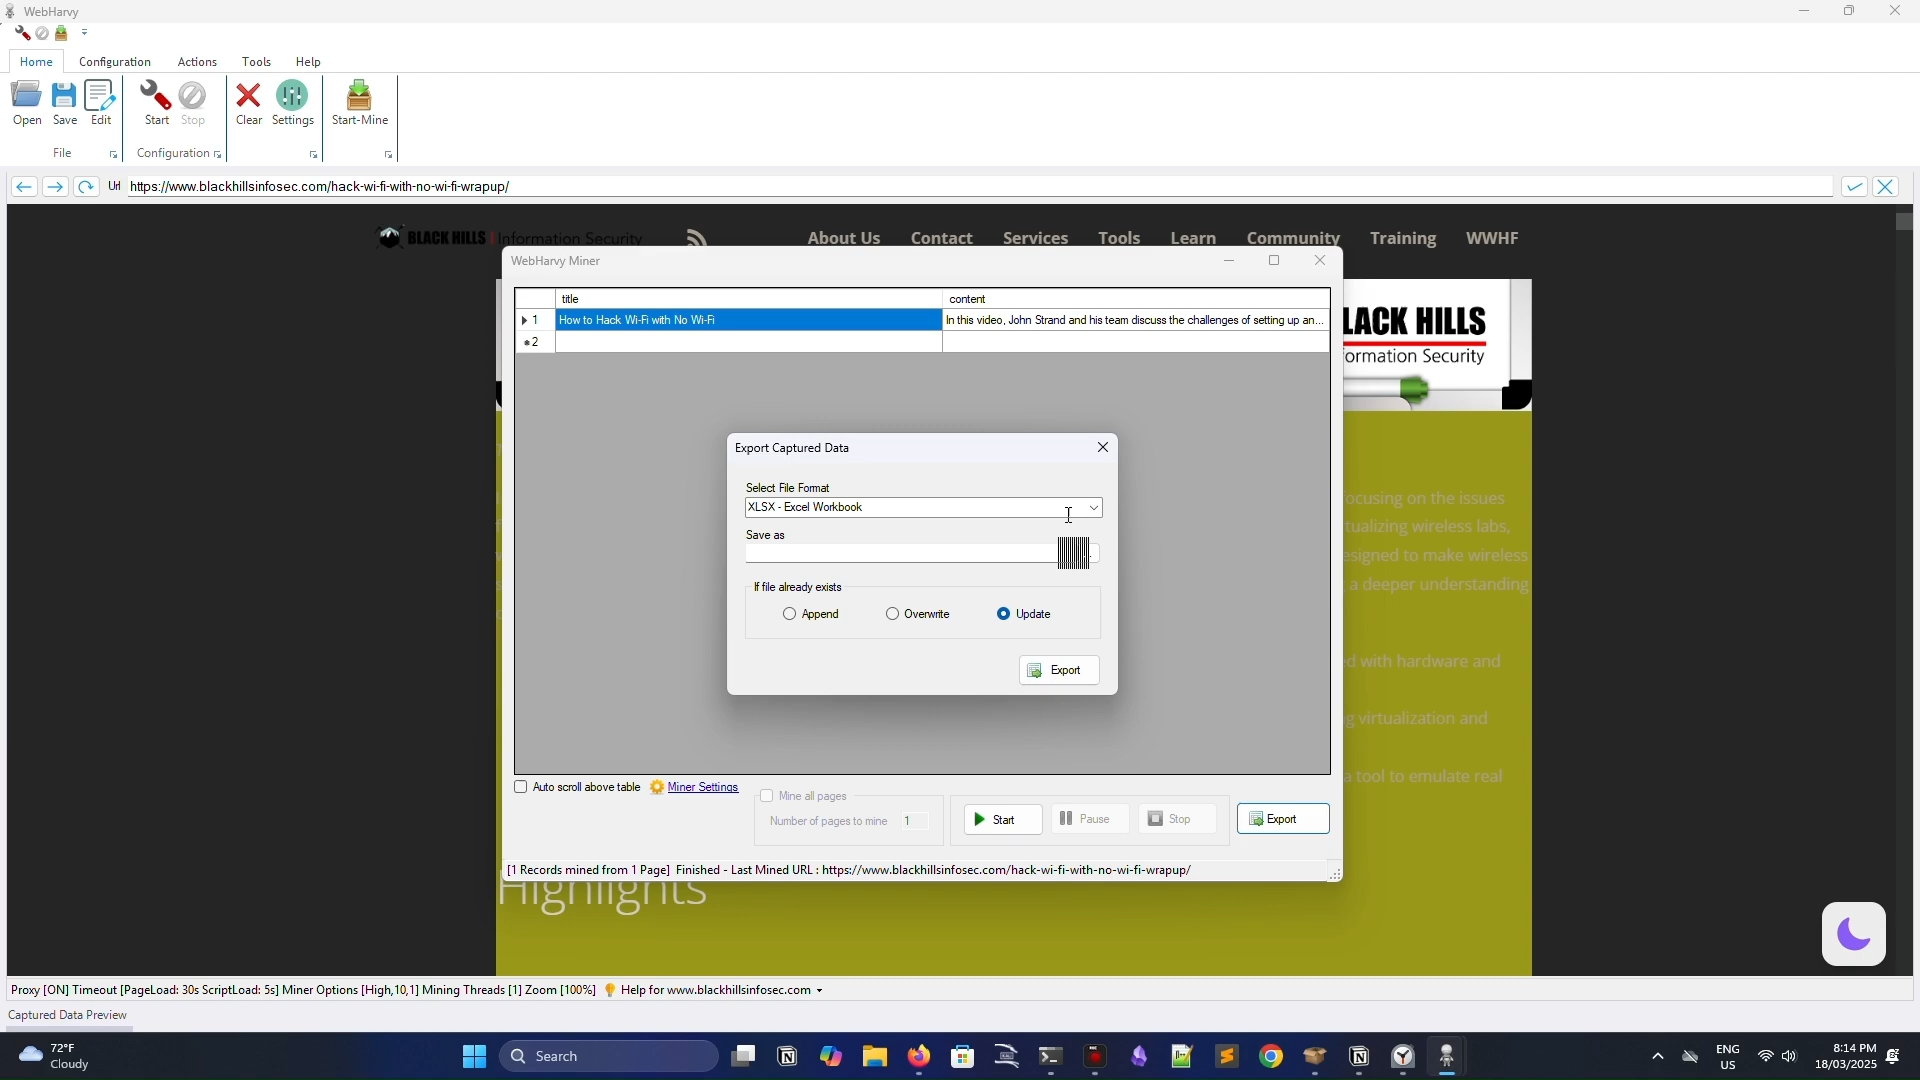 WebHarvy
Home Configuration Actions Tools Help
Open Save Edit Start Stop Clear Settings Start-Mine
File Configuration
Url https://www.blackhillsinfosec.com/hack-wi-fi-with-no-wi-fi-wrapup/
BLACK HILLS | Information Security About Us Contact Services Tools Learn Community Training WWHF
WebHarvy Miner
title content
1 How to Hack Wi-Fi with No Wi-Fi In this video, John Strand and his team discuss the challenges of setting up an...
2
LACK HILLS
formation Security
Export Captured Data
Select File Format
XLSX - Excel Workbook
Save as
If file already exists
Append Overwrite Update
Export
ocusing on the issues
tualizing wireless labs,
esigned to make wireless
a deeper understanding
d with hardware and
g virtualization and
a tool to emulate real
Auto scroll above table Miner Settings
Mine all pages
Number of pages to mine 1
Start Pause Stop Export
[1 Records mined from 1 Page] Finished - Last Mined URL : https://www.blackhillsinfosec.com/hack-wi-fi-with-no-wi-fi-wrapup/
Highlights
Proxy [ON] Timeout [PageLoad: 30s ScriptLoad: 5s] Miner Options [High,10,1] Mining Threads [1] Zoom [100%] Help for www.blackhillsinfosec.com
Captured Data Preview
72°F
Cloudy
Search
ENG
US
8:14 PM
18/03/2025